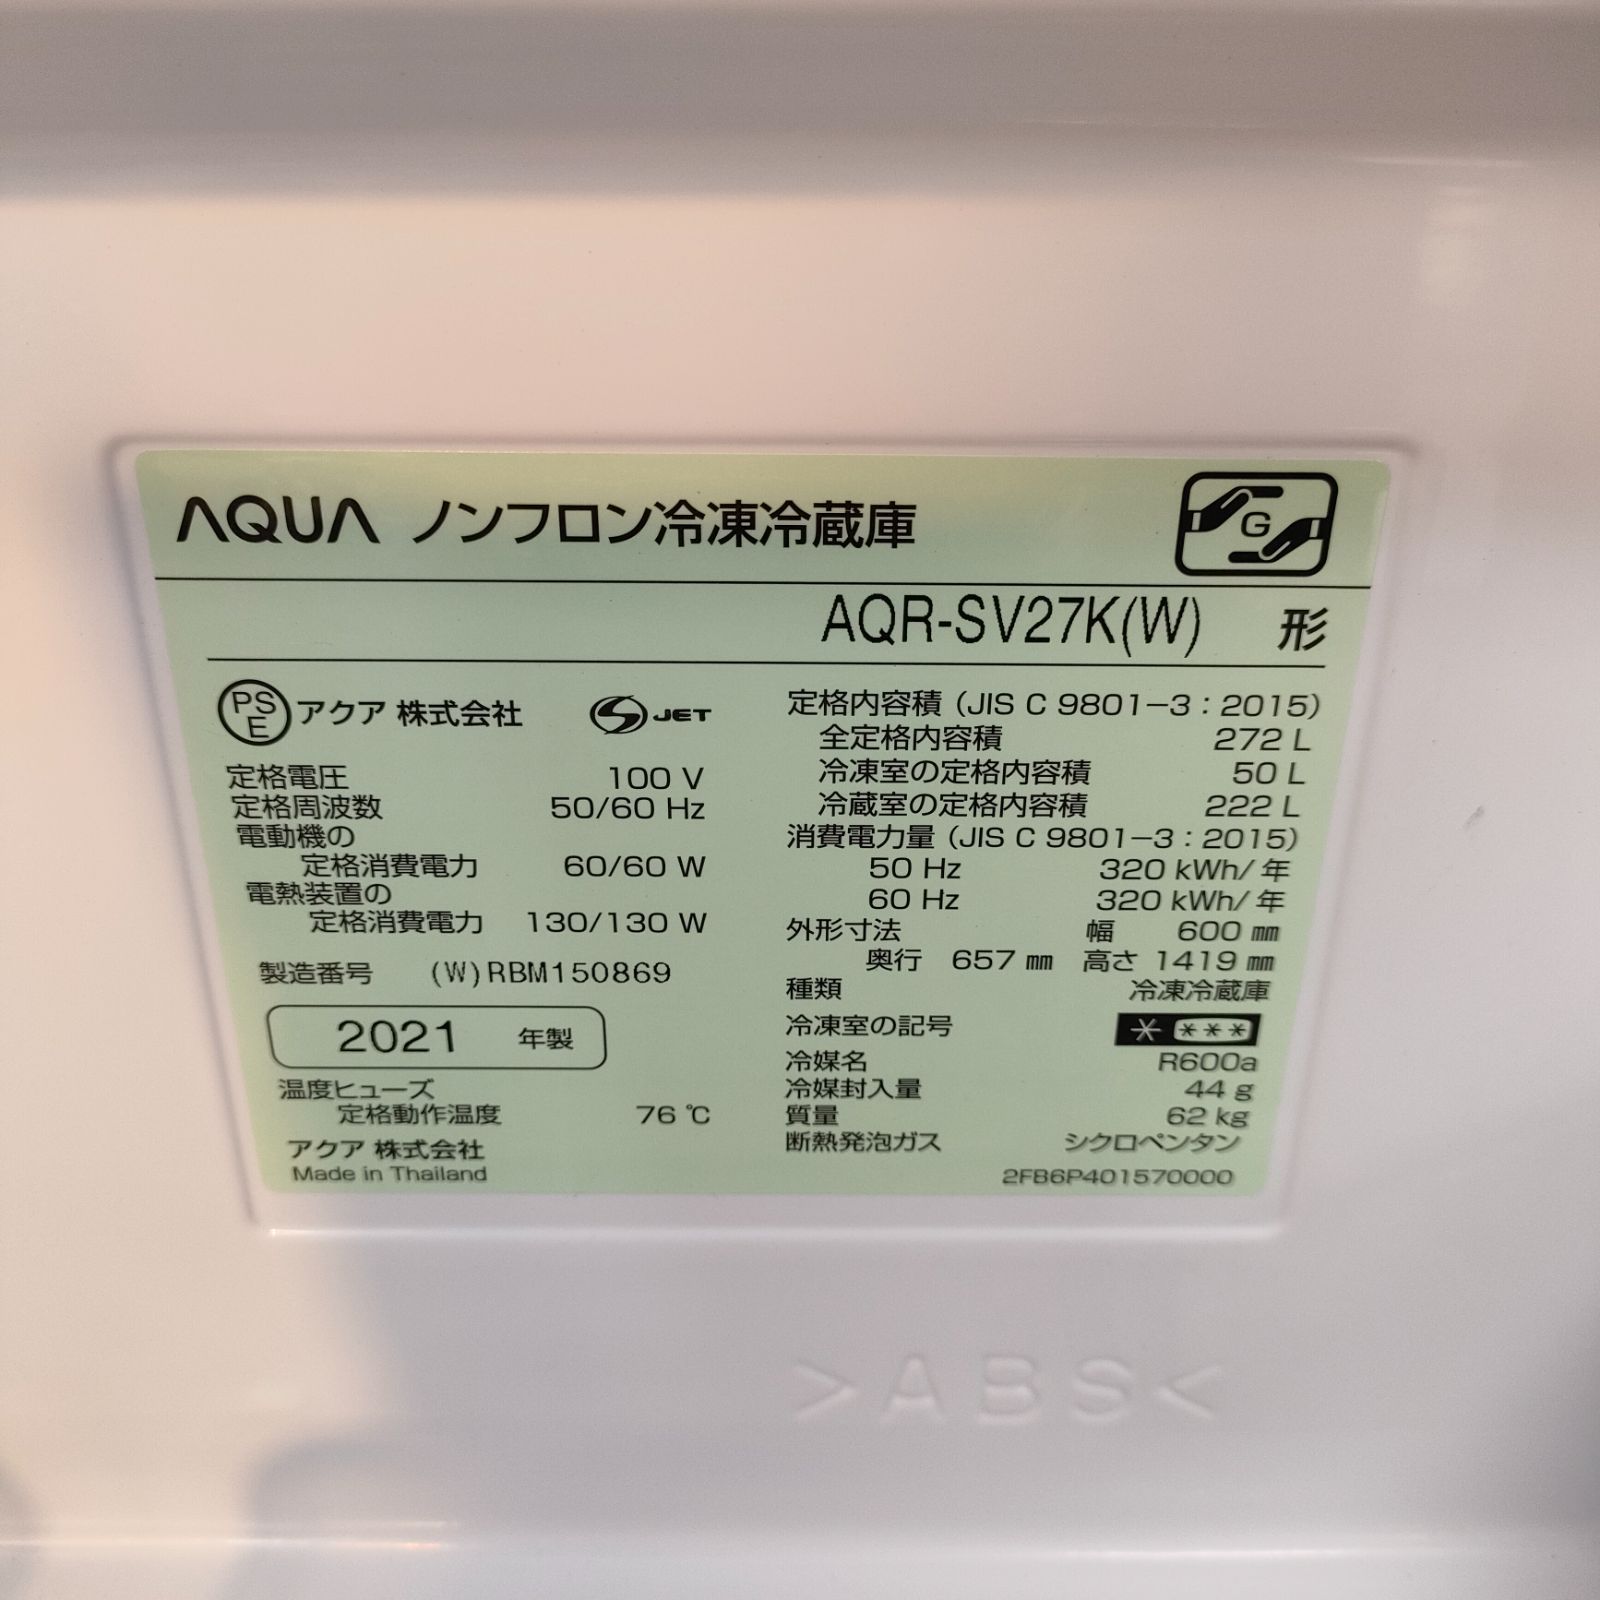 AQUA ノンフロン冷凍冷蔵庫
G
AQR-SV27K(W) 形
PS
E
アクア 株式会社
S JET
定格電圧 100 V
定格周波数 50/60 Hz
電動機の
定格消費電力 60/60 W
電熱装置の
定格消費電力 130/130 W
製造番号 (W)RBM150869
2021 年製
温度ヒューズ
定格動作温度 76 ℃
アクア 株式会社
Made in Thailand
定格内容積 (JIS C 9801-3 : 2015)
全定格内容積 272 L
冷凍室の定格内容積 50 L
冷蔵室の定格内容積 222 L
消費電力量 (JIS C 9801-3 : 2015)
50 Hz 320 kWh/年
60 Hz 320 kWh/年
外形寸法 幅 600 ㎜
奥行 657 ㎜ 高さ 1419 ㎜
種類 冷凍冷蔵庫
冷凍室の記号 * ***
冷媒名 R600a
冷媒封入量 44 g
質量 62 kg
断熱発泡ガス シクロペンタン
2FB6P401570000
>ABS<